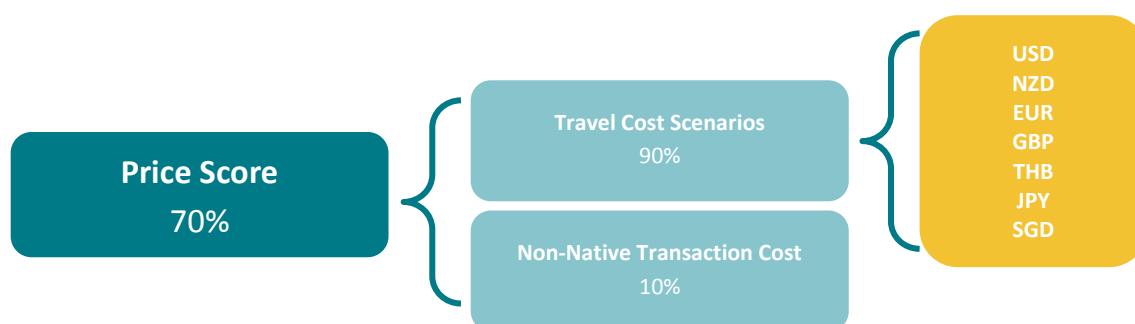 Price Score
70%
Travel Cost Scenarios
90%
Non-Native Transaction Cost
10%
USD
NZD
EUR
GBP
THB
JPY
SGD